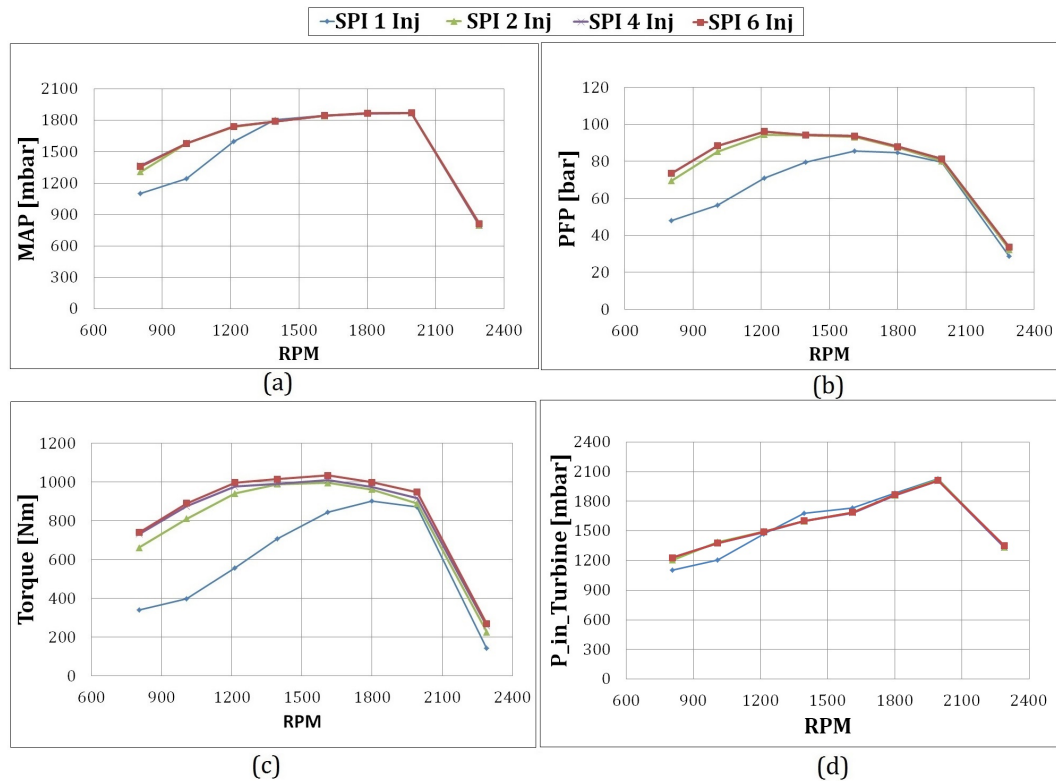 SPI 1 Inj SPI 2 Inj SPI 4 Inj SPI 6 Inj
MAP [mbar]
2100
1800
1500
1200
900
600
300
0
600 900 1200 1500 1800 2100 2400
RPM
(a)
PFP [bar]
120
100
80
60
40
20
0
600 900 1200 1500 1800 2100 2400
RPM
(b)
Torque [Nm]
1200
1000
800
600
400
200
0
600 900 1200 1500 1800 2100 2400
RPM
(c)
P_in_Turbine [mbar]
2400
2100
1800
1500
1200
900
600
300
0
600 900 1200 1500 1800 2100 2400
RPM
(d)